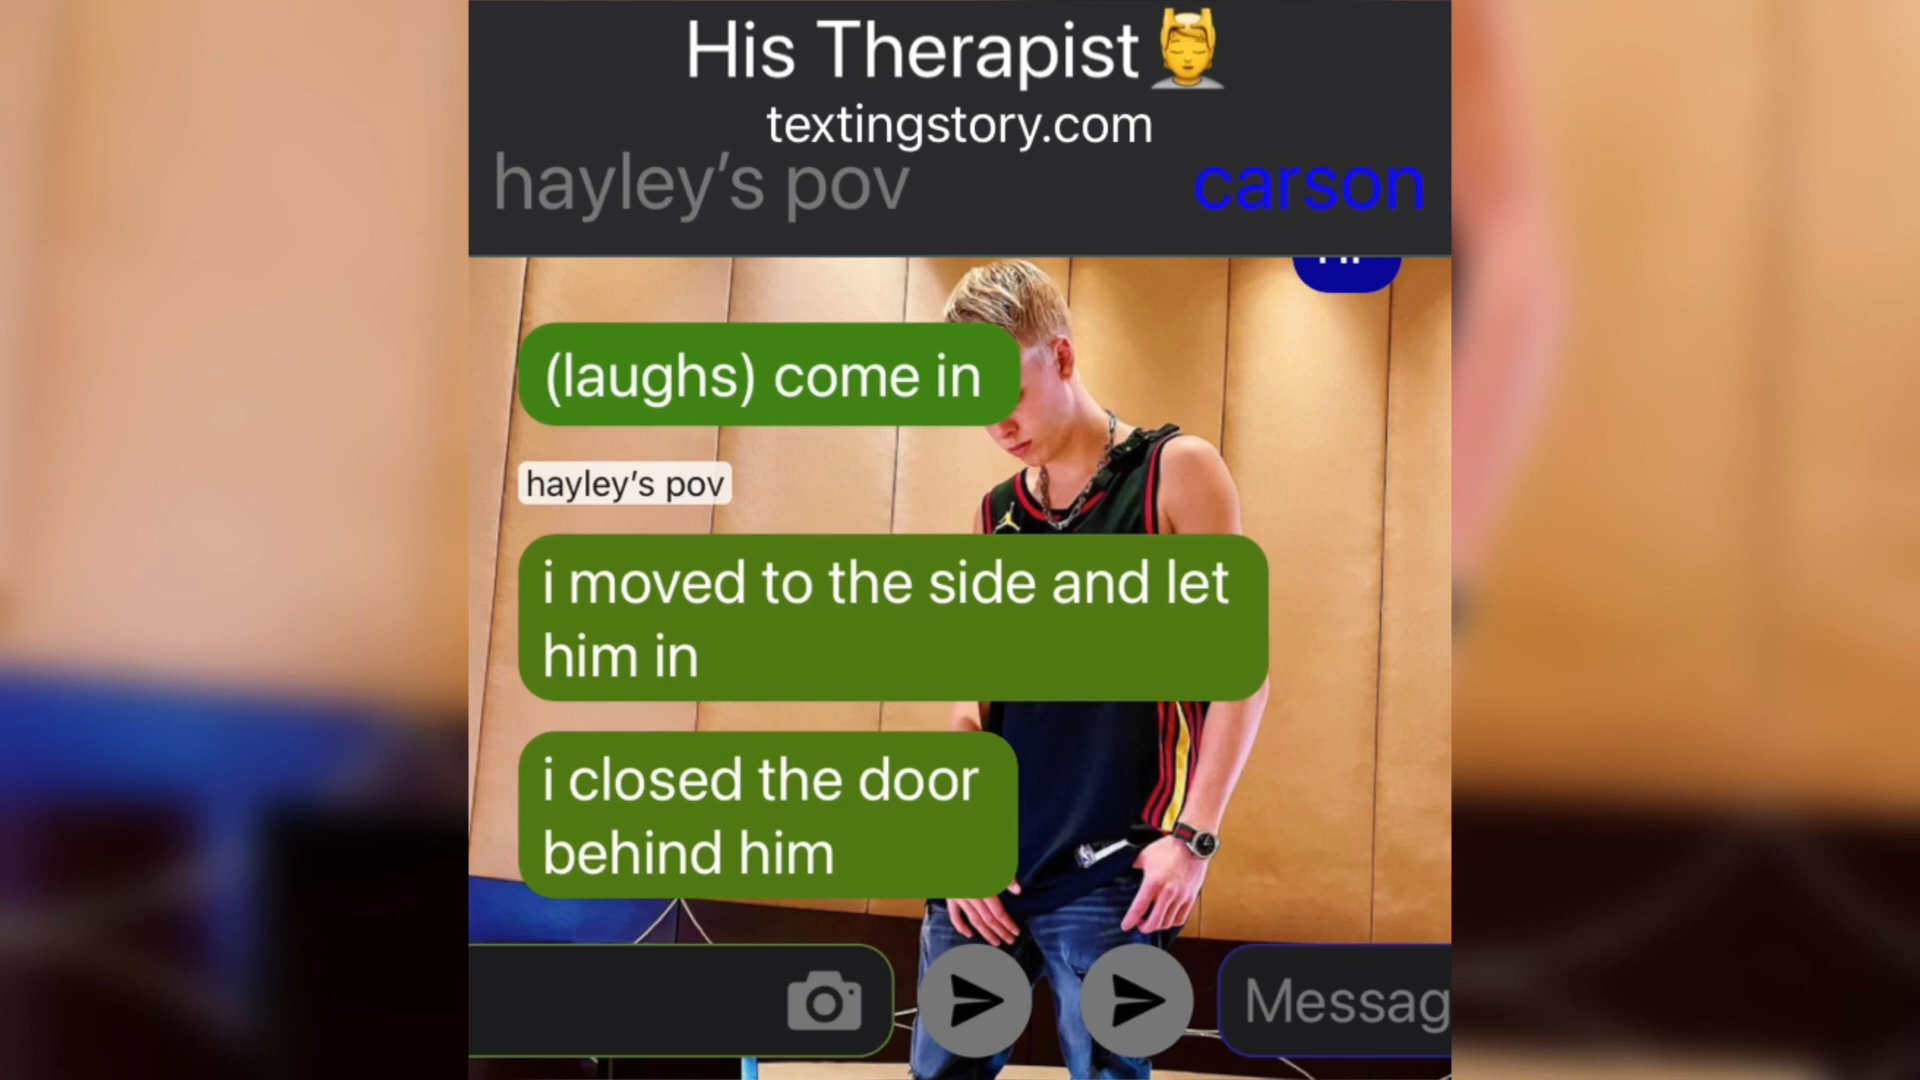 His Therapist💆
textingstory.com
hayley’s pov
carson
(laughs) come in
hayley’s pov
i moved to the side and let
him in
i closed the door
behind him
Messag